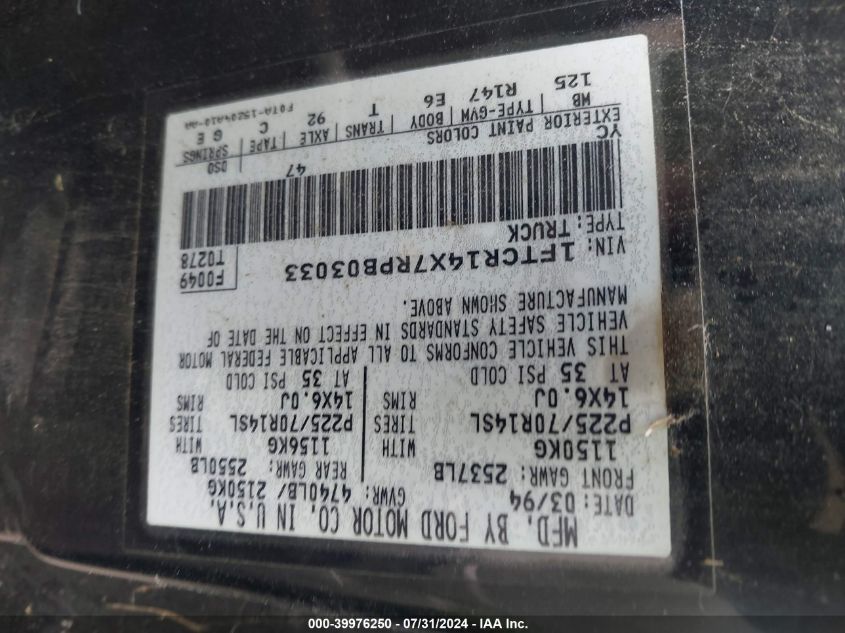 MFD. BY FORD MOTOR CO. IN U.S.A.
DATE: 03/94 GVWR: 4740LB/ 2150KG
FRONT GAWR: 2537LB REAR GAWR: 2550LB
1150KG WITH 1156KG WITH
P225/70R14SL TIRES P225/70R14SL TIRES
14X6.0J RIMS 14X6.0J RIMS
AT 35 PSI COLD AT 35 PSI COLD
THIS VEHICLE CONFORMS TO ALL APPLICABLE FEDERAL MOTOR
VEHICLE SAFETY STANDARDS IN EFFECT ON THE DATE OF
MANUFACTURE SHOWN ABOVE.
VIN: 1FTCR14X7RPB03033 F0049
TYPE: TRUCK T0278
YC 47 DSO
EXTERIOR PAINT COLORS
MB TYPE-GVW BODY TRANS AXLE TAPE SPRINGS
125 R147 E6 T 92 C G E
F0TA-15204A10-AA
000-39976250 - 07/31/2024 - IAA Inc.